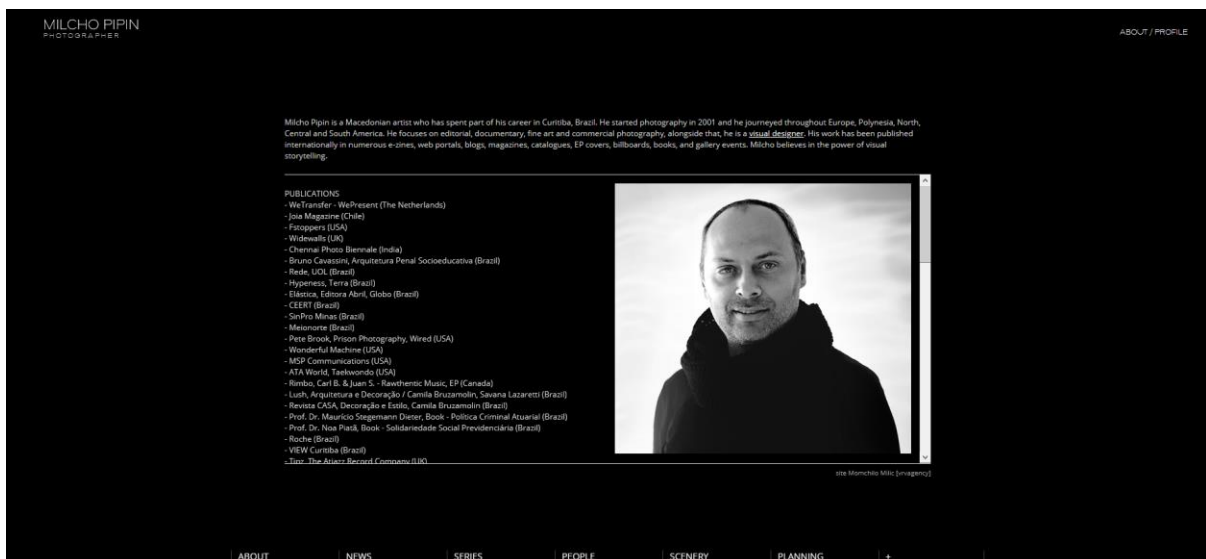 MILCHO PIPIN
PHOTOGRAPHER
ABOUT / PROFILE
Milcho Pipin is a Macedonian artist who has spent part of his career in Curitiba, Brazil. He started photography in 2001 and he journeyed throughout Europe, Polynesia, North,
Central and South America. He focuses on editorial, documentary, fine art and commercial photography, alongside that, he is a visual designer. His work has been published
internationally in numerous e-zines, web portals, blogs, magazines, catalogues, EP covers, billboards, books, and gallery events. Milcho believes in the power of visual
storytelling.
PUBLICATIONS
- WeTransfer - WePresent (The Netherlands)
- Joia Magazine (Chile)
- Fstoppers (USA)
- Widewalls (UK)
- Chennai Photo Biennale (India)
- Bruno Cavassini, Arquitetura Penal Socioeducativa (Brazil)
- Rede, UOL (Brazil)
- Hypeness, Terra (Brazil)
- Elástica, Editora Abril, Globo (Brazil)
- CEERT (Brazil)
- SinPro Minas (Brazil)
- Meionorte (Brazil)
- Pete Brook, Prison Photography, Wired (USA)
- Wonderful Machine (USA)
- MSP Communications (USA)
- ATA World, Taekwondo (USA)
- Rimbo, Carl B. & Juan S. - Rawthentic Music, EP (Canada)
- Lush, Arquitetura e Decoração / Camila Bruzamolin, Savana Lazaretti (Brazil)
- Revista CASA, Decoração e Estilo, Camila Bruzamolin (Brazil)
- Prof. Dr. Maurício Stegemann Dieter, Book - Política Criminal Atuarial (Brazil)
- Prof. Dr. Noa Piatã, Book - Solidariedade Social Previdenciária (Brazil)
- Roche (Brazil)
- VIEW Curitiba (Brazil)
- Tinz, The Atjazz Record Company (UK)
site Momchilo Milic [vrvagency]
ABOUT
NEWS
SERIES
PEOPLE
SCENERY
PLANNING
+